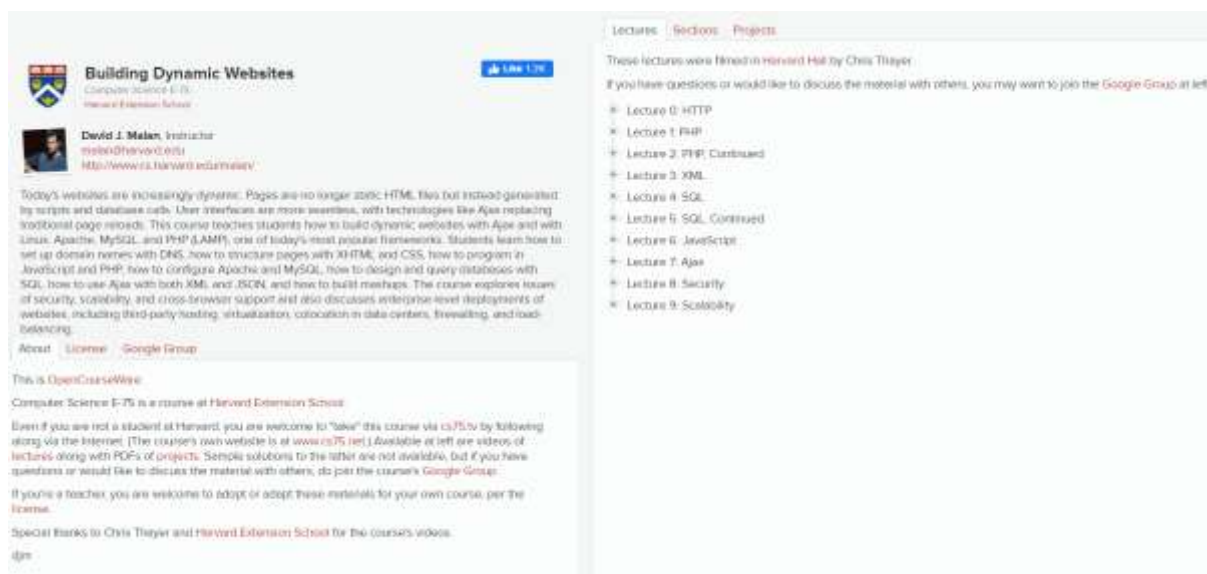 Building Dynamic Websites
Computer Science E-75
Harvard Extension School
Like 1.2K
David J. Malan, Instructor
malan@harvard.edu
http://www.cs.harvard.edu/malan/
Today's websites are increasingly dynamic. Pages are no longer static HTML files but instead generated
by scripts and database calls. User interfaces are more seamless, with technologies like Ajax replacing
traditional page reloads. This course teaches students how to build dynamic websites with Ajax and with
Linux, Apache, MySQL, and PHP (LAMP), one of today's most popular frameworks. Students learn how to
set up domain names with DNS, how to structure pages with XHTML and CSS, how to program in
JavaScript and PHP, how to configure Apache and MySQL, how to design and query databases with
SQL, how to use Ajax with both XML and JSON, and how to build mashups. The course explores issues
of security, scalability, and cross-browser support and also discusses enterprise-level deployments of
websites, including third-party hosting, virtualization, colocation in data centers, firewalling, and load-
balancing.
About License Google Group
This is OpenCourseWare.
Computer Science E-75 is a course at Harvard Extension School.
Even if you are not a student at Harvard, you are welcome to "take" this course via cs75.tv by following
along via the Internet. (The course's own website is at www.cs75.net.) Available at left are videos of
lectures along with PDFs of projects. Sample solutions to the latter are not available, but if you have
questions or would like to discuss the material with others, do join the course's Google Group.
If you're a teacher, you are welcome to adopt or adapt these materials for your own course, per the
license.
Special thanks to Chris Thayer and Harvard Extension School for the course's videos.
djm
Lectures Sections Projects
These lectures were filmed in Harvard Hall by Chris Thayer.
If you have questions or would like to discuss the material with others, you may want to join the Google Group at left
Lecture 0: HTTP
Lecture 1: PHP
Lecture 2: PHP, Continued
Lecture 3: XML
Lecture 4: SQL
Lecture 5: SQL, Continued
Lecture 6: JavaScript
Lecture 7: Ajax
Lecture 8: Security
Lecture 9: Scalability